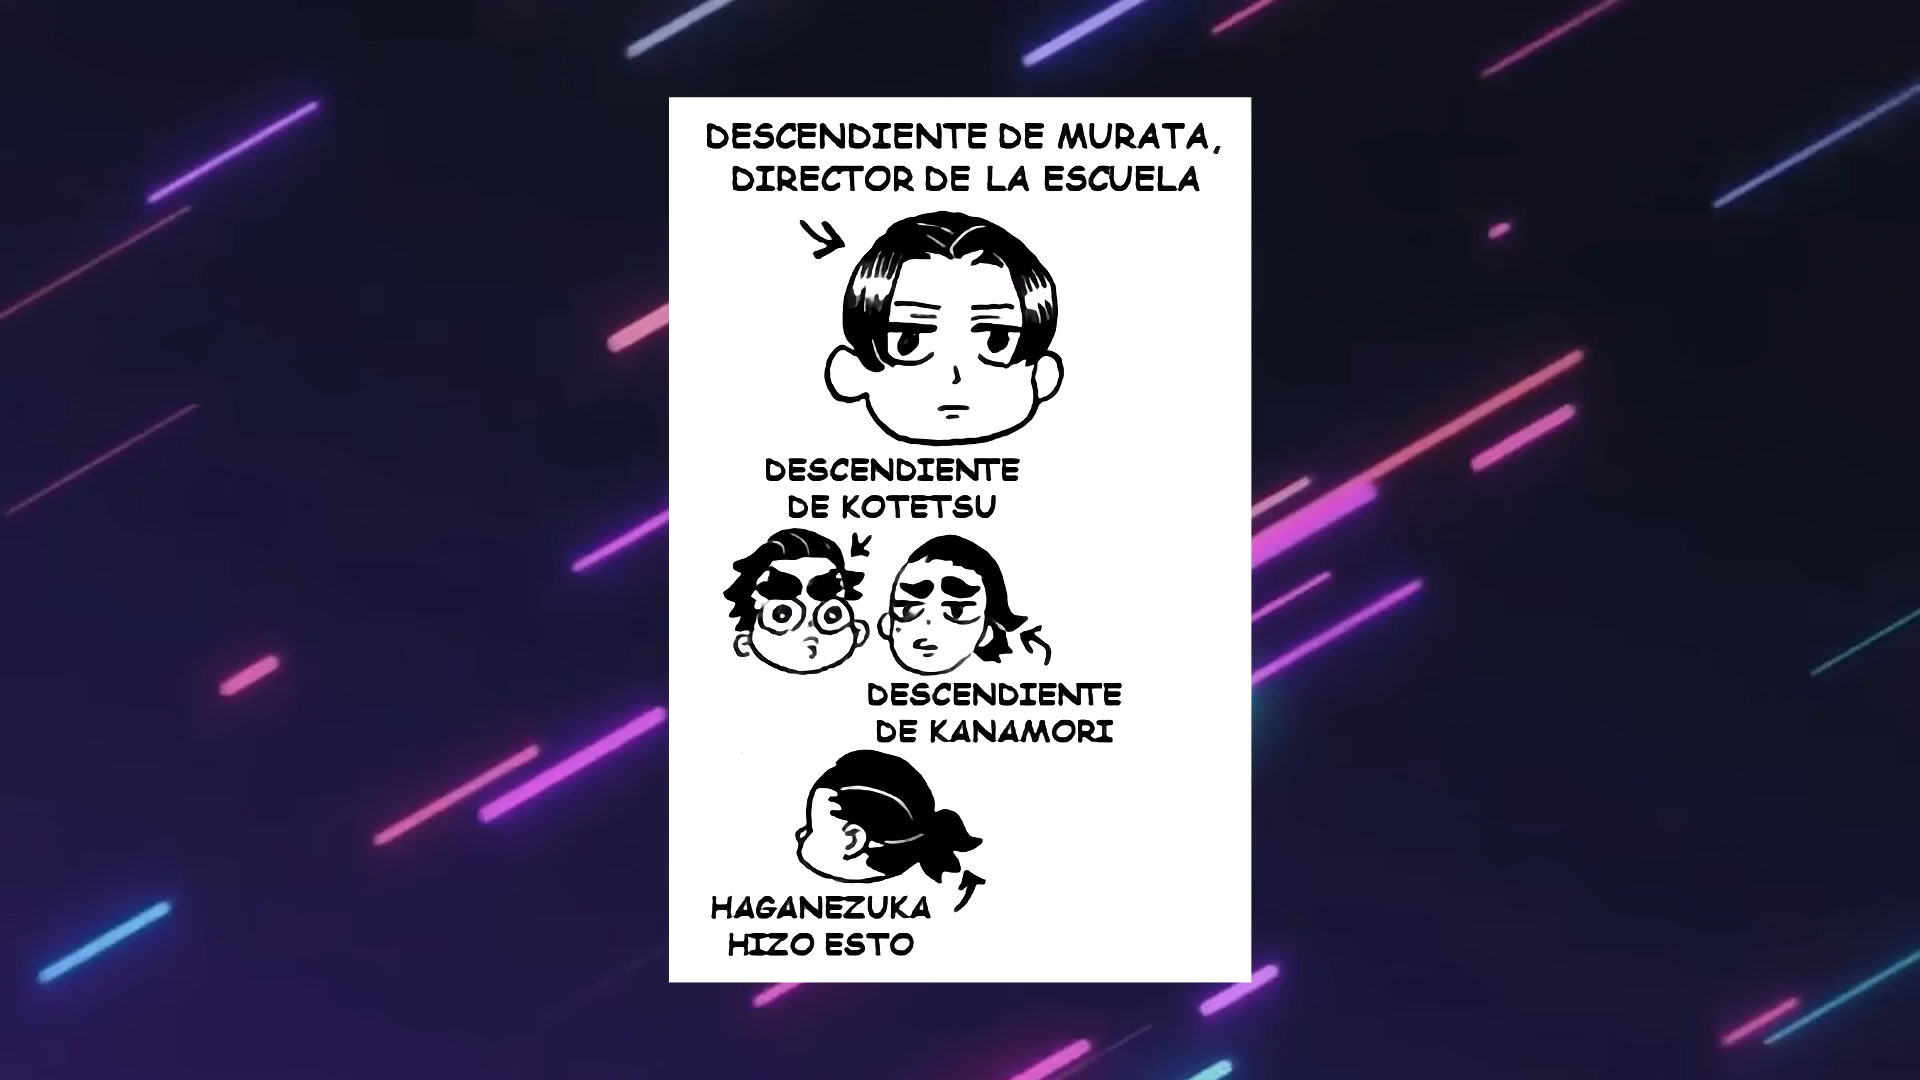 DESCENDIENTE DE MURATA,
DIRECTOR DE LA ESCUELA
DESCENDIENTE
DE KOTETSU
DESCENDIENTE
DE KANAMORI
HAGANEZUKA
HIZO ESTO